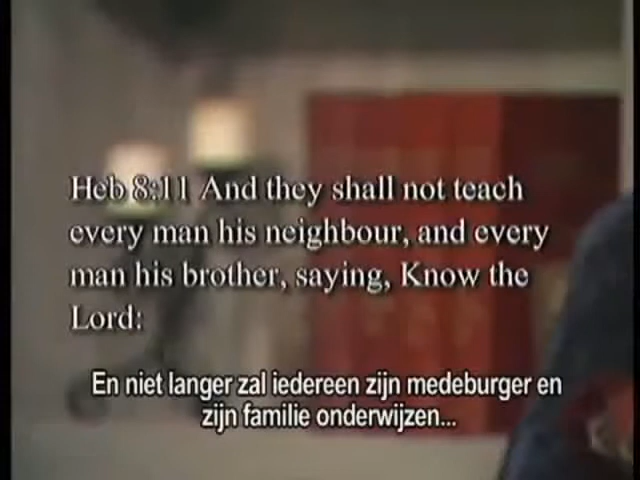 Heb 8:11 And they shall not teach
every man his neighbour, and every
man his brother, saying, Know the
Lord:
En niet langer zal iedereen zijn medeburger en
zijn familie onderwijzen...